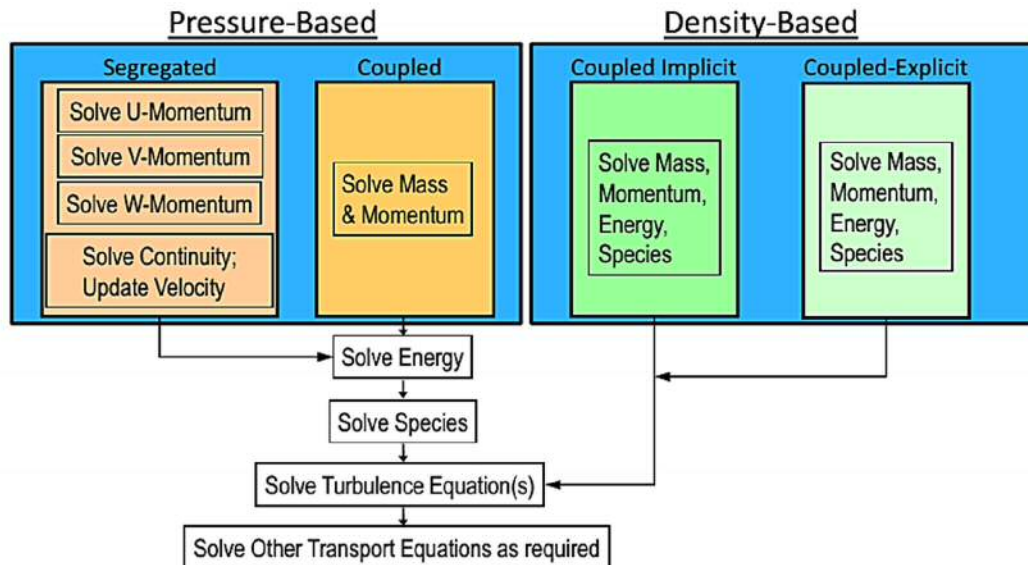 Pressure-Based
Density-Based
Segregated
Coupled
Coupled Implicit
Coupled-Explicit
Solve U-Momentum
Solve V-Momentum
Solve W-Momentum
Solve Continuity;
Update Velocity
Solve Mass
& Momentum
Solve Mass,
Momentum,
Energy,
Species
Solve Mass,
Momentum,
Energy,
Species
Solve Energy
Solve Species
Solve Turbulence Equation(s)
Solve Other Transport Equations as required